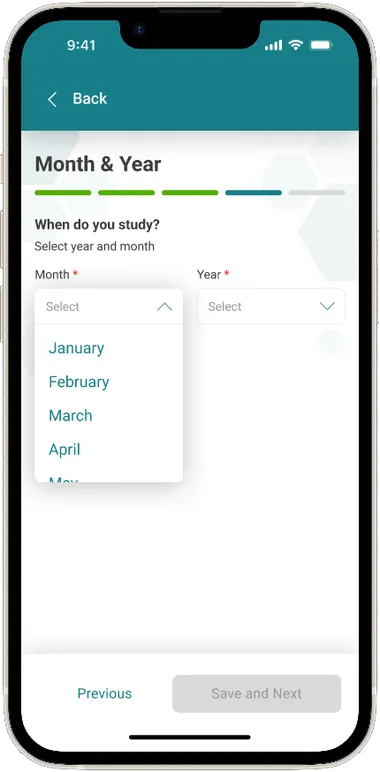 9:41
Back
Month & Year
When do you study?
Select year and month
Month * Year *
Select Select
January
February
March
April
May
Previous Save and Next